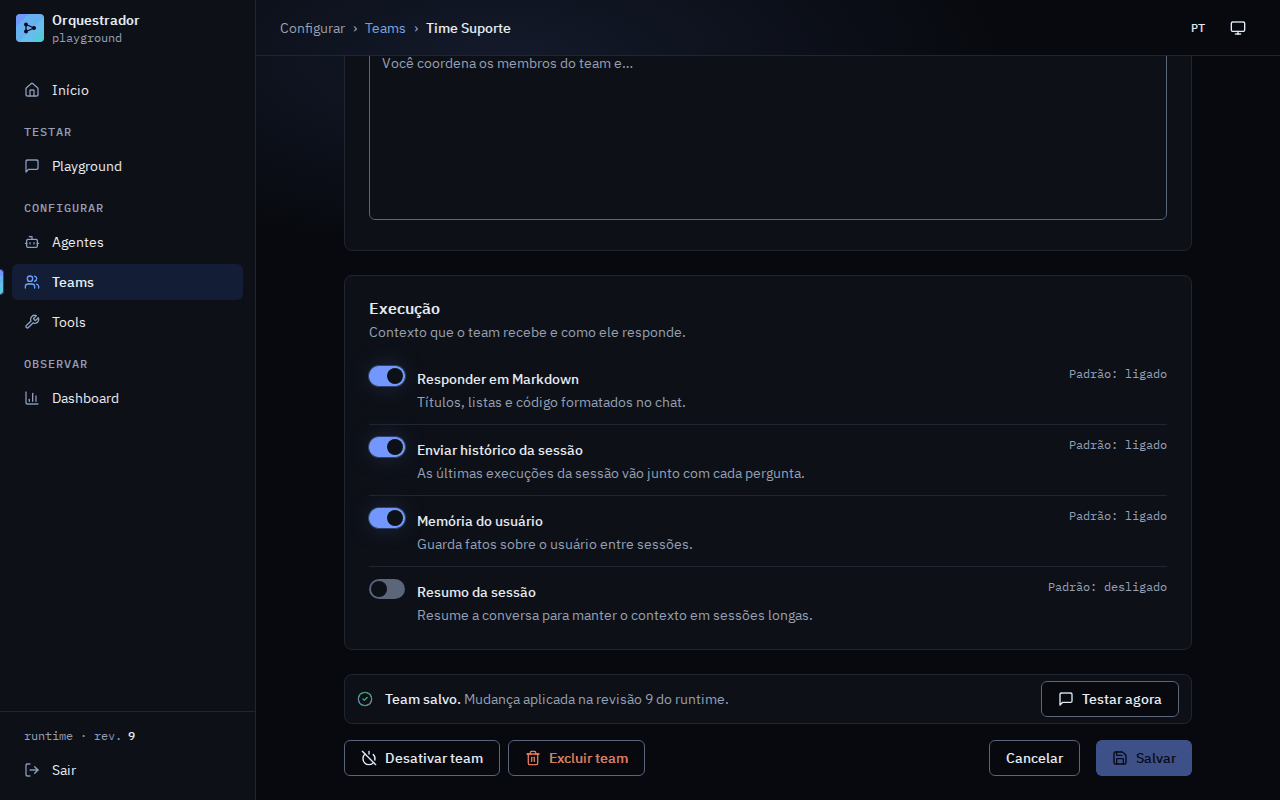 Orquestrador
playground
Configurar › Teams › Time Suporte
PT
Início
TESTAR
Playground
CONFIGURAR
Agentes
Teams
Tools
OBSERVAR
Dashboard
runtime · rev. 9
Sair
Você coordena os membros do team e…
Execução
Contexto que o team recebe e como ele responde.
Responder em Markdown
Padrão: ligado
Títulos, listas e código formatados no chat.
Enviar histórico da sessão
Padrão: ligado
As últimas execuções da sessão vão junto com cada pergunta.
Memória do usuário
Padrão: ligado
Guarda fatos sobre o usuário entre sessões.
Resumo da sessão
Padrão: desligado
Resume a conversa para manter o contexto em sessões longas.
Team salvo. Mudança aplicada na revisão 9 do runtime.
Testar agora
Desativar team
Excluir team
Cancelar
Salvar